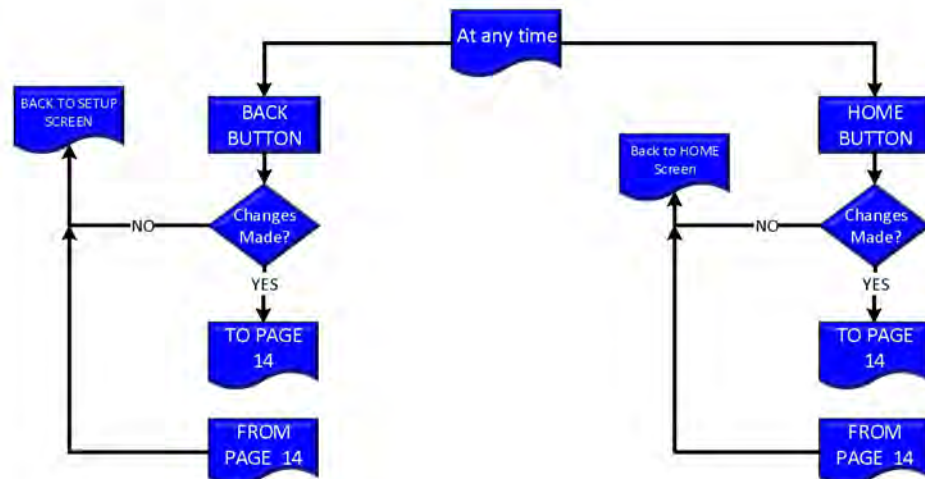 At any time
BACK TO SETUP
SCREEN
BACK
BUTTON
HOME
BUTTON
Back to HOME
Screen
Changes
Made?
NO
YES
Changes
Made?
NO
YES
TO PAGE
14
TO PAGE
14
FROM
PAGE 14
FROM
PAGE 14